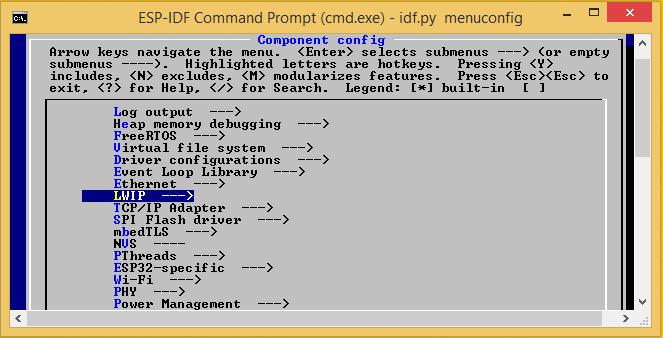 ESP-IDF Command Prompt (cmd.exe) - idf.py menuconfig
Component config
Arrow keys navigate the menu.  <Enter> selects submenus ---> (or empty
submenus ----).  Highlighted letters are hotkeys.  Pressing <Y>
includes, <N> excludes, <M> modularizes features.  Press <Esc><Esc> to
exit, <?> for Help, </> for Search.  Legend: [*] built-in  [ ]
Log output  --->
Heap memory debugging  --->
FreeRTOS  --->
Virtual file system  --->
Driver configurations  --->
Event Loop Library  --->
Ethernet  --->
LWIP  --->
TCP/IP Adapter  --->
SPI Flash driver  --->
mbedTLS  --->
NVS  ----
PThreads  --->
ESP32-specific  --->
Wi-Fi  --->
PHY  --->
Power Management  --->